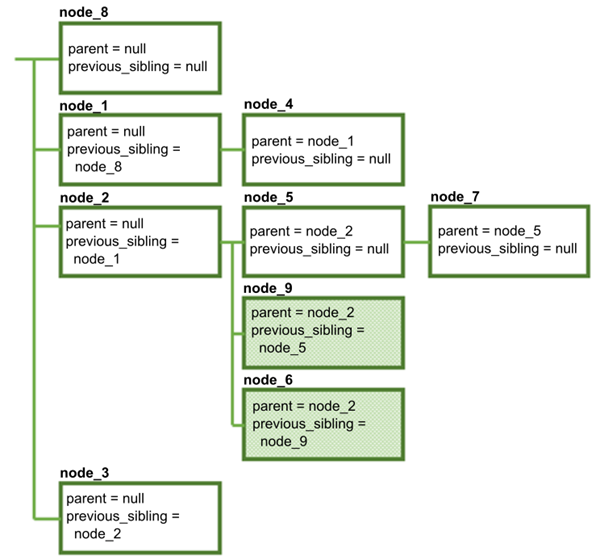 node_8
parent = null
previous_sibling = null
node_1
parent = null
previous_sibling =
node_8
node_4
parent = node_1
previous_sibling = null
node_2
parent = null
previous_sibling =
node_1
node_5
parent = node_2
previous_sibling = null
node_7
parent = node_5
previous_sibling = null
node_9
parent = node_2
previous_sibling =
node_5
node_6
parent = node_2
previous_sibling =
node_9
node_3
parent = null
previous_sibling =
node_2